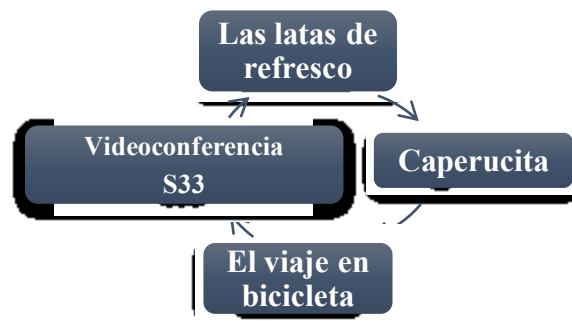 Las latas de
refresco
Videoconferencia
S33
Caperucita
El viaje en
bicicleta